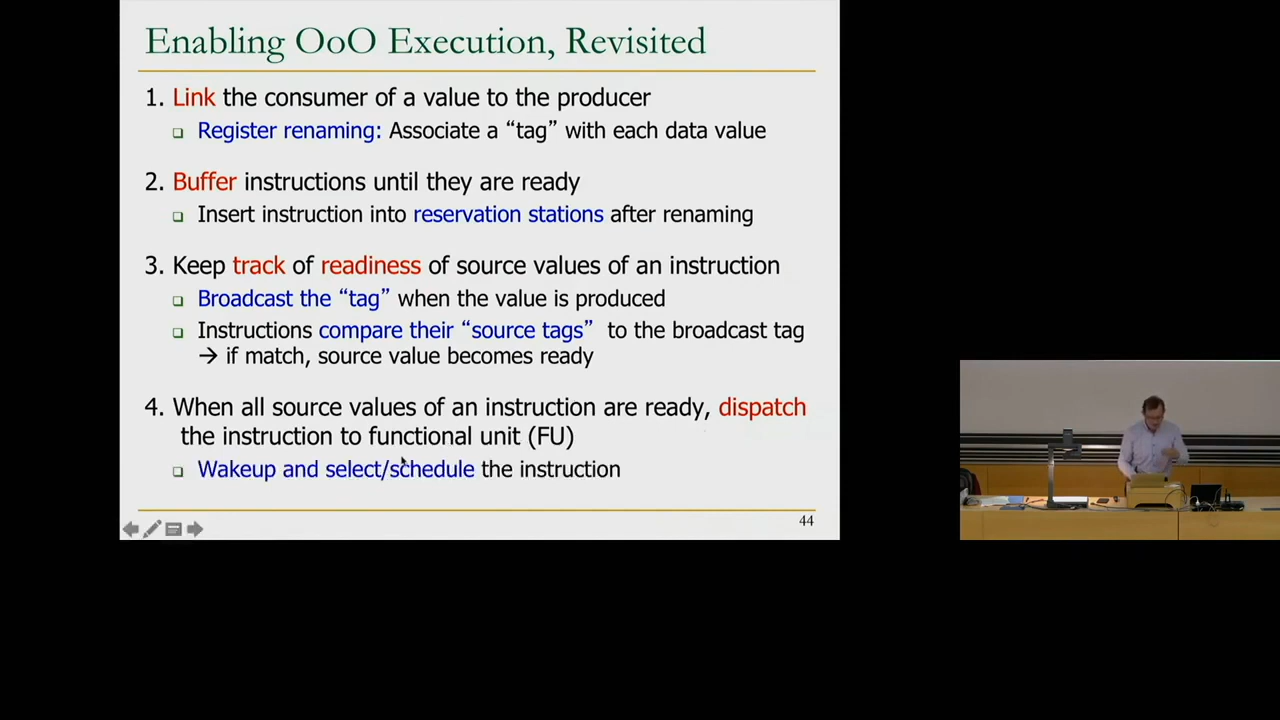 Enabling OoO Execution, Revisited
1. Link the consumer of a value to the producer
❑ Register renaming: Associate a “tag” with each data value
2. Buffer instructions until they are ready
❑ Insert instruction into reservation stations after renaming
3. Keep track of readiness of source values of an instruction
❑ Broadcast the “tag” when the value is produced
❑ Instructions compare their “source tags” to the broadcast tag
→ if match, source value becomes ready
4. When all source values of an instruction are ready, dispatch
the instruction to functional unit (FU)
❑ Wakeup and select/schedule the instruction
44